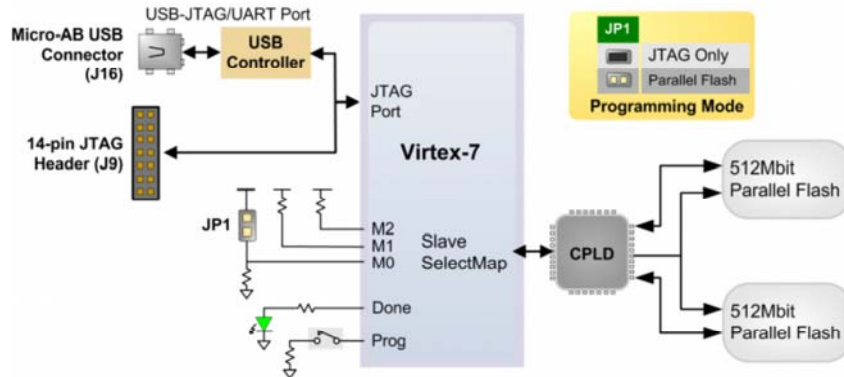 USB-JTAG/UART Port
Micro-AB USB
Connector
(J16)
USB
Controller
14-pin JTAG
Header (J9)
JTAG
Port
Virtex-7
JP1
M2
M1
M0
Slave
SelectMap
Done
Prog
CPLD
JP1
JTAG Only
Parallel Flash
Programming Mode
512Mbit
Parallel Flash
512Mbit
Parallel Flash